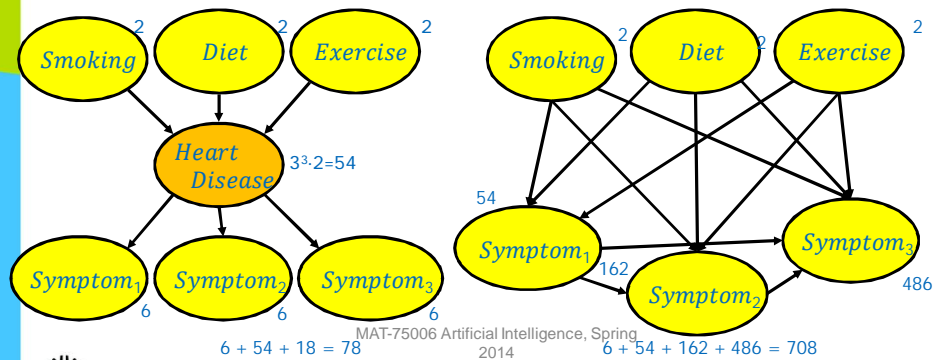 2 2 2
Smoking Diet Exercise
Heart
Disease
3³·2=54
Symptom₁ Symptom₂ Symptom₃
6 6 6
6 + 54 + 18 = 78
2 2 2
Smoking Diet Exercise
54
Symptom₁
162
Symptom₂
Symptom₃
486
6 + 54 + 162 + 486 = 708
MAT-75006 Artificial Intelligence, Spring
2014